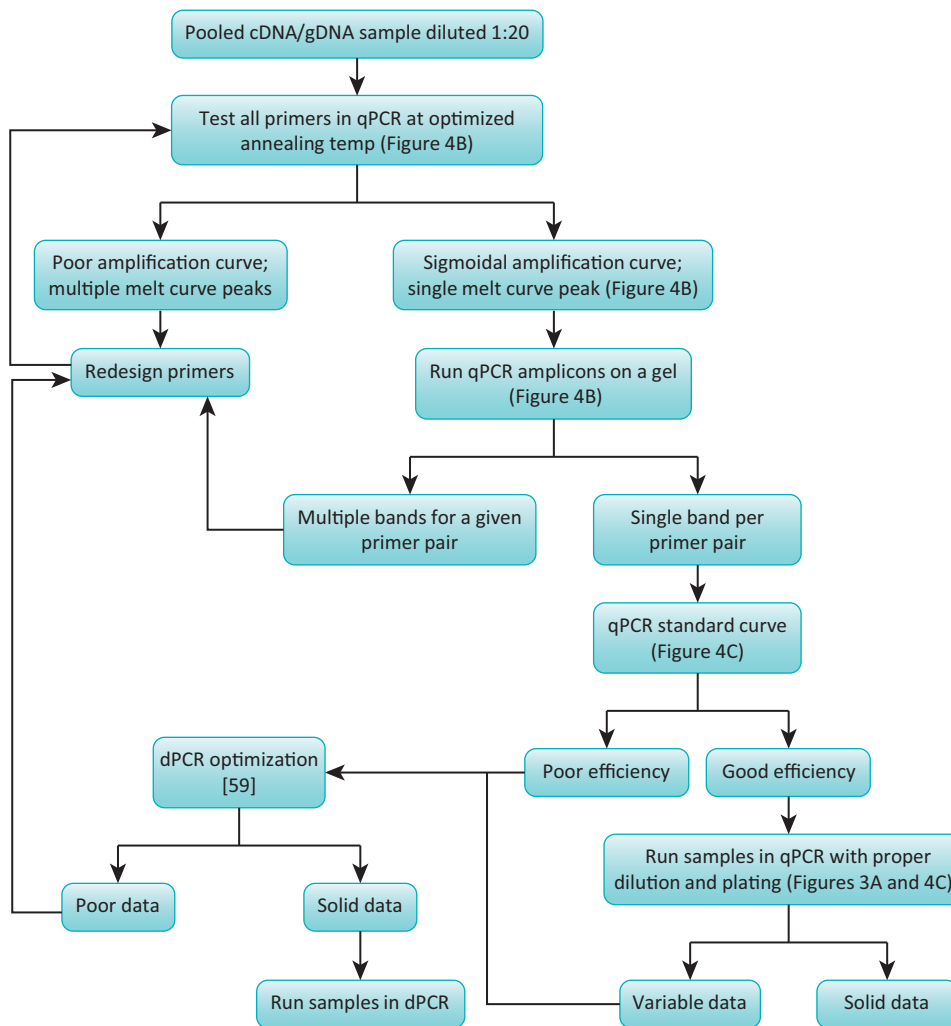 Pooled cDNA/gDNA sample diluted 1:20
Test all primers in qPCR at optimized
annealing temp (Figure 4B)
Poor amplification curve;
multiple melt curve peaks
Sigmoidal amplification curve;
single melt curve peak (Figure 4B)
Redesign primers
Run qPCR amplicons on a gel
(Figure 4B)
Multiple bands for a given
primer pair
Single band per
primer pair
qPCR standard curve
(Figure 4C)
dPCR optimization
[59]
Poor efficiency
Good efficiency
Run samples in qPCR with proper
dilution and plating (Figures 3A and 4C)
Poor data
Solid data
Run samples in dPCR
Variable data
Solid data